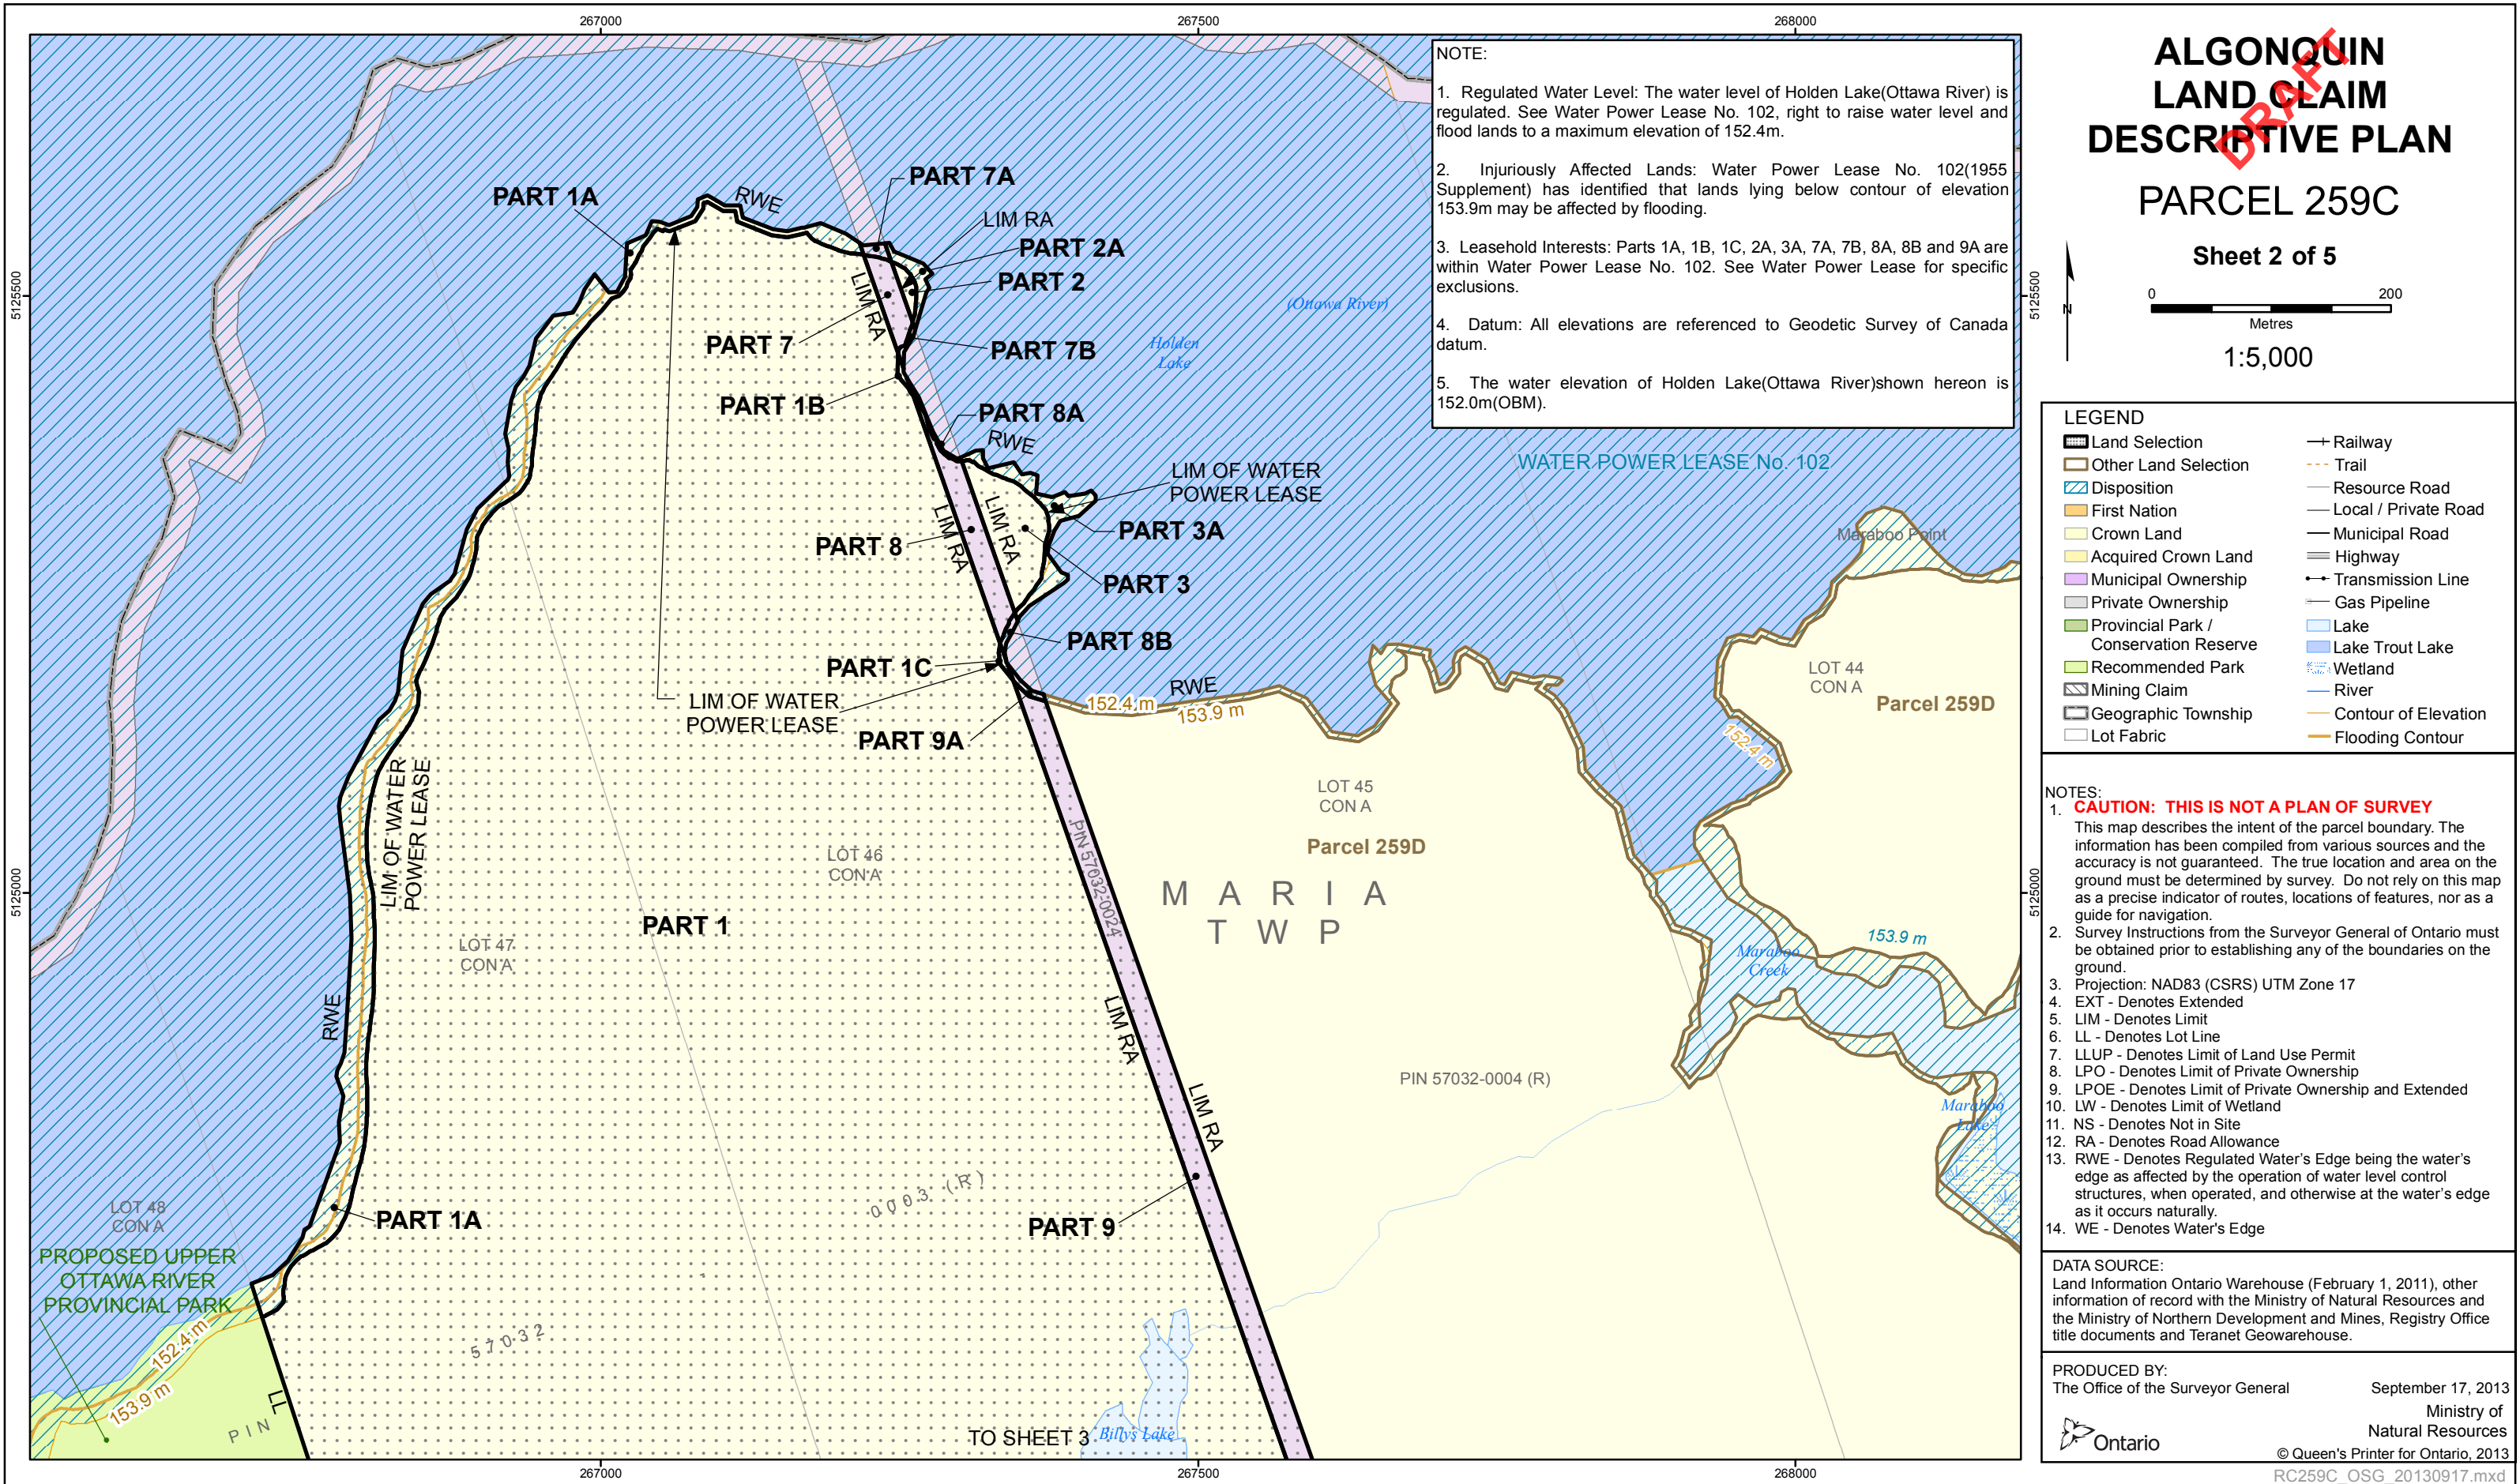 267000
267500
268000
5125500
5125000
5125500
5125000
267000
267500
268000
PART 1A
RWE
PART 7A
LIM RA
PART 2A
PART 2
LIM RA
PART 7
PART 7B
PART 1B
PART 8A
RWE
(Ottawa River)
Holden
Lake
LIM OF WATER
POWER LEASE
PART 3A
LIM RA
LIM RA
PART 8
PART 3
PART 8B
PART 1C
LIM OF WATER
POWER LEASE
PART 9A
152.4 m
RWE
153.9 m
WATER POWER LEASE No. 102
Maraboo Point
LOT 44
CON A
Parcel 259D
152.4 m
LOT 45
CON A
Parcel 259D
LIM OF WATER
POWER LEASE
LOT 46
CON A
PIN 57032-0024
MARIA
TWP
PART 1
LOT 47
CON A
RWE
153.9 m
Maraboo
Creek
LIM RA
LIM RA
PIN 57032-0004 (R)
Maraboo
Lake
LOT 48
CON A
PART 1A
0003 (R)
PART 9
PROPOSED UPPER
OTTAWA RIVER
PROVINCIAL PARK
57032
152.4 m
153.9 m
LL
PIN
TO SHEET 3
Billys Lake
NOTE:
1. Regulated Water Level: The water level of Holden Lake(Ottawa River) is
regulated. See Water Power Lease No. 102, right to raise water level and
flood lands to a maximum elevation of 152.4m.
2. Injuriously Affected Lands: Water Power Lease No. 102(1955
Supplement) has identified that lands lying below contour of elevation
153.9m may be affected by flooding.
3. Leasehold Interests: Parts 1A, 1B, 1C, 2A, 3A, 7A, 7B, 8A, 8B and 9A are
within Water Power Lease No. 102. See Water Power Lease for specific
exclusions.
4. Datum: All elevations are referenced to Geodetic Survey of Canada
datum.
5. The water elevation of Holden Lake(Ottawa River)shown hereon is
152.0m(OBM).
ALGONQUIN
LAND CLAIM
DESCRIPTIVE PLAN
DRAFT
PARCEL 259C
Sheet 2 of 5
N
0 200
Metres
1:5,000
LEGEND
Land Selection
Other Land Selection
Disposition
First Nation
Crown Land
Acquired Crown Land
Municipal Ownership
Private Ownership
Provincial Park /
Conservation Reserve
Recommended Park
Mining Claim
Geographic Township
Lot Fabric
Railway
Trail
Resource Road
Local / Private Road
Municipal Road
Highway
Transmission Line
Gas Pipeline
Lake
Lake Trout Lake
Wetland
River
Contour of Elevation
Flooding Contour
NOTES:
1. CAUTION: THIS IS NOT A PLAN OF SURVEY
This map describes the intent of the parcel boundary. The
information has been compiled from various sources and the
accuracy is not guaranteed. The true location and area on the
ground must be determined by survey. Do not rely on this map
as a precise indicator of routes, locations of features, nor as a
guide for navigation.
2. Survey Instructions from the Surveyor General of Ontario must
be obtained prior to establishing any of the boundaries on the
ground.
3. Projection: NAD83 (CSRS) UTM Zone 17
4. EXT - Denotes Extended
5. LIM - Denotes Limit
6. LL - Denotes Lot Line
7. LLUP - Denotes Limit of Land Use Permit
8. LPO - Denotes Limit of Private Ownership
9. LPOE - Denotes Limit of Private Ownership and Extended
10. LW - Denotes Limit of Wetland
11. NS - Denotes Not in Site
12. RA - Denotes Road Allowance
13. RWE - Denotes Regulated Water's Edge being the water's
edge as affected by the operation of water level control
structures, when operated, and otherwise at the water's edge
as it occurs naturally.
14. WE - Denotes Water's Edge
DATA SOURCE:
Land Information Ontario Warehouse (February 1, 2011), other
information of record with the Ministry of Natural Resources and
the Ministry of Northern Development and Mines, Registry Office
title documents and Teranet Geowarehouse.
PRODUCED BY:
The Office of the Surveyor General September 17, 2013
Ministry of
Natural Resources
Ontario
© Queen's Printer for Ontario, 2013
RC259C_OSG_20130917.mxd